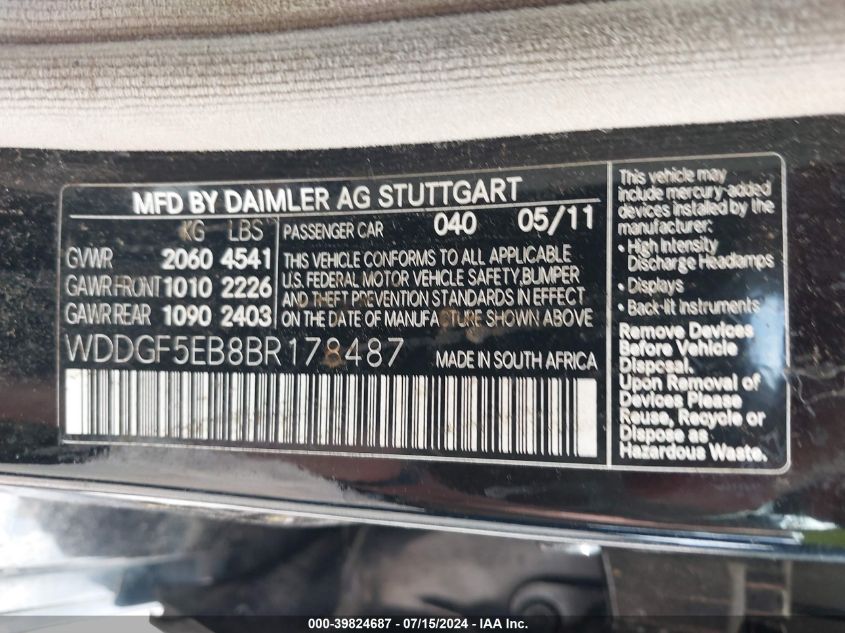 MFD BY DAIMLER AG STUTTGART
KG LBS
GVWR 2060 4541
GAWR FRONT 1010 2226
GAWR REAR 1090 2403
PASSENGER CAR 040 05/11
THIS VEHICLE CONFORMS TO ALL APPLICABLE
U.S. FEDERAL MOTOR VEHICLE SAFETY,BUMPER
AND THEFT PREVENTION STANDARDS IN EFFECT
ON THE DATE OF MANUFACTURE SHOWN ABOVE
WDDGF5EB8BR178487 MADE IN SOUTH AFRICA
This vehicle may
include mercury-added
devices installed by the
manufacturer:
• High Intensity
Discharge Headlamps
• Displays
• Back-lit Instruments
Remove Devices
Before Vehicle
Disposal.
Upon Removal of
Devices Please
Reuse, Recycle or
Dispose as
Hazardous Waste.
000-39824687 - 07/15/2024 - IAA Inc.